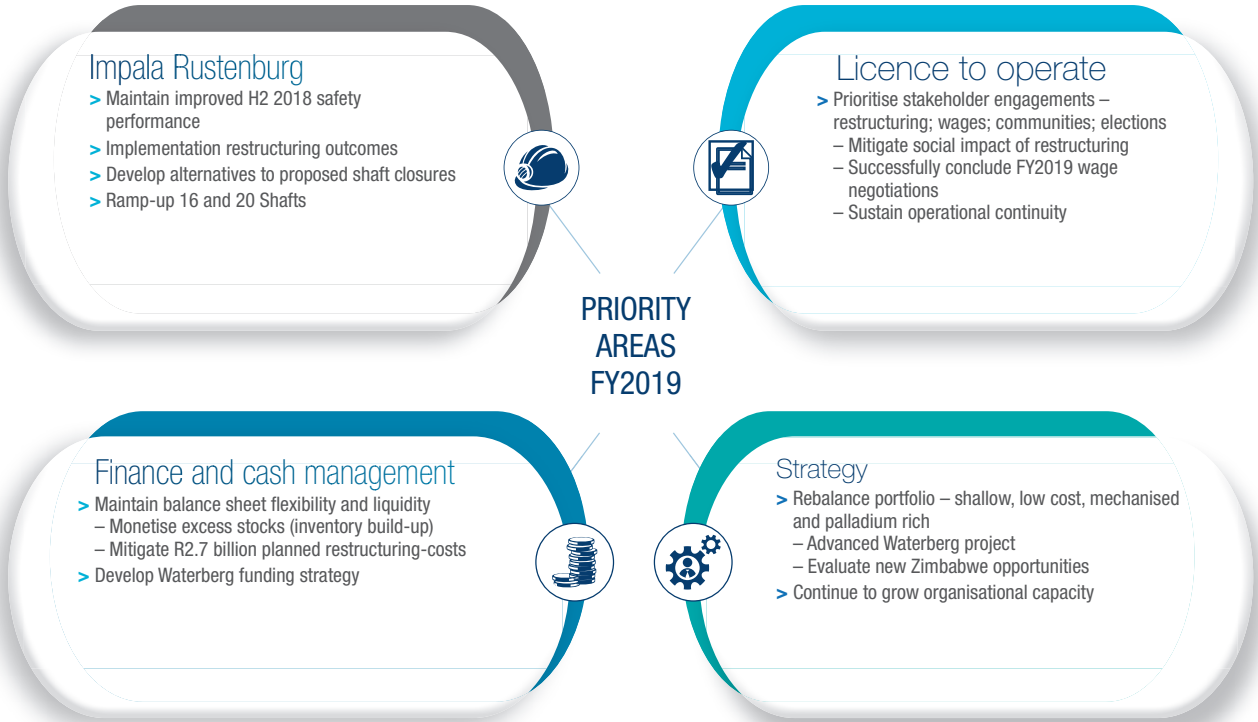 Impala Rustenburg
> Maintain improved H2 2018 safety
performance
> Implementation restructuring outcomes
> Develop alternatives to proposed shaft closures
> Ramp-up 16 and 20 Shafts
Licence to operate
> Prioritise stakeholder engagements –
restructuring; wages; communities; elections
– Mitigate social impact of restructuring
– Successfully conclude FY2019 wage
negotiations
– Sustain operational continuity
PRIORITY
AREAS
FY2019
Finance and cash management
> Maintain balance sheet flexibility and liquidity
– Monetise excess stocks (inventory build-up)
– Mitigate R2.7 billion planned restructuring-costs
> Develop Waterberg funding strategy
Strategy
> Rebalance portfolio – shallow, low cost, mechanised
and palladium rich
– Advanced Waterberg project
– Evaluate new Zimbabwe opportunities
> Continue to grow organisational capacity